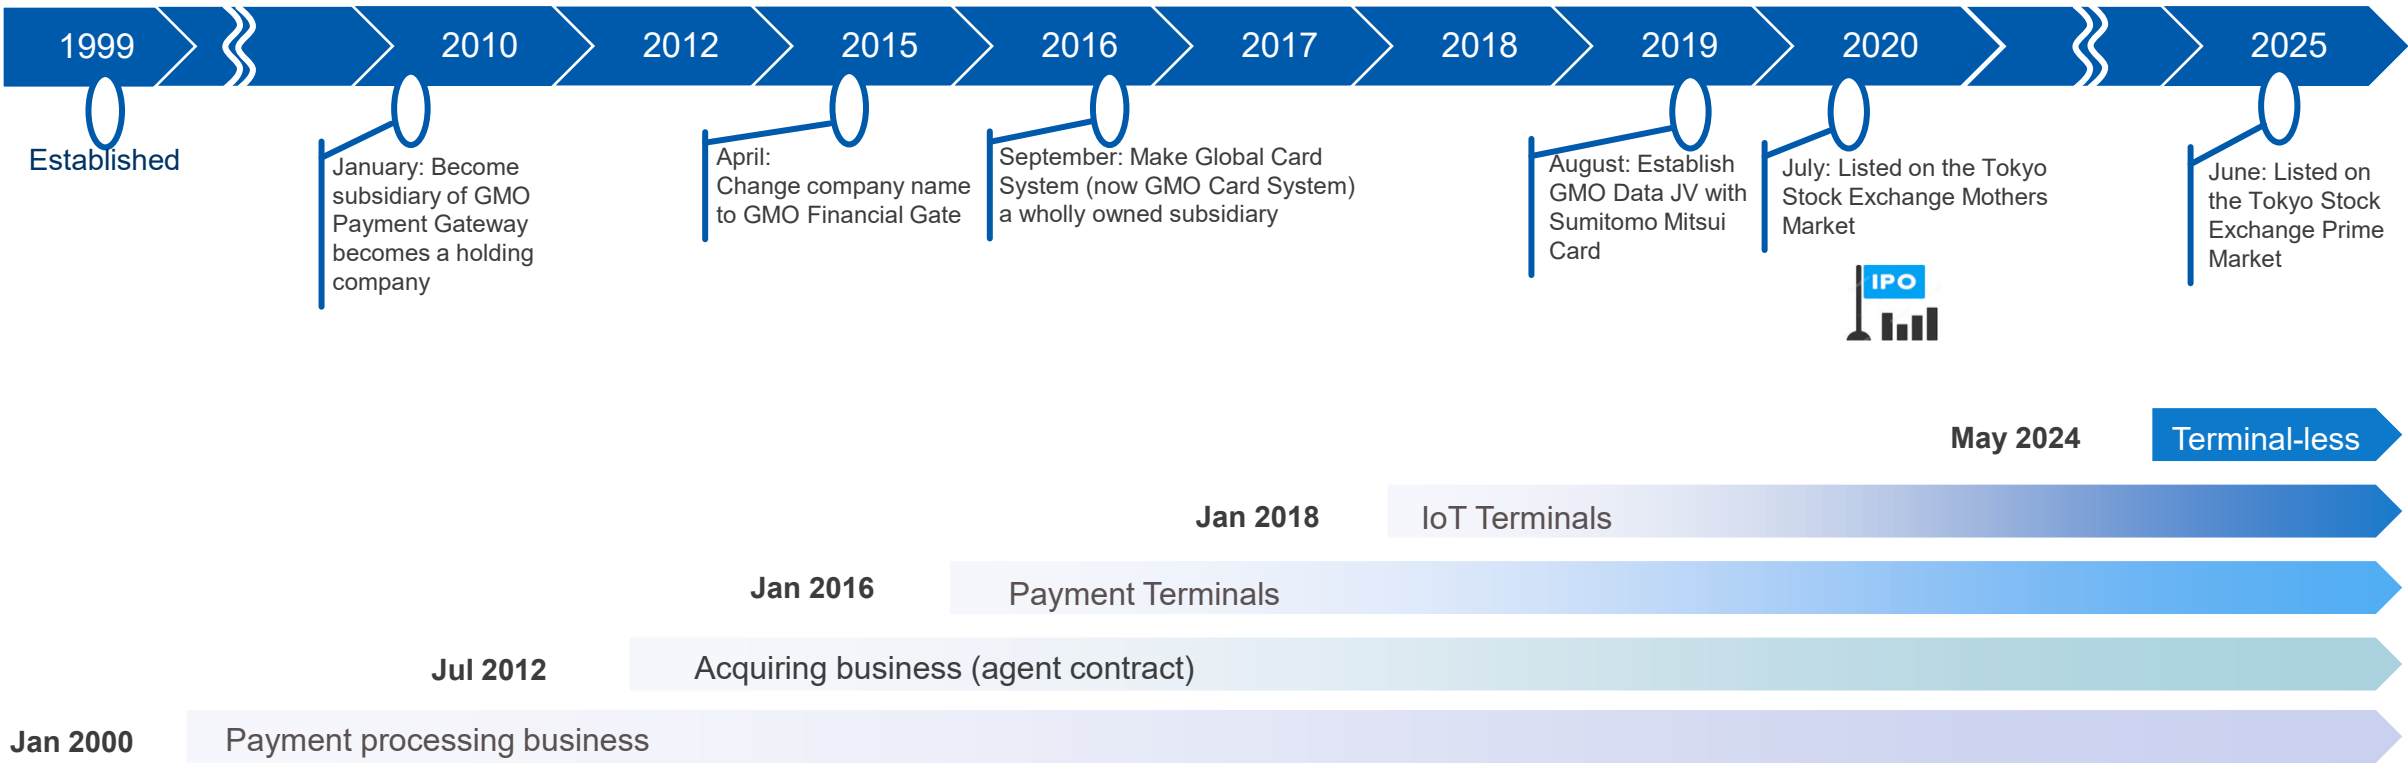 1999
2010
2012
2015
2016
2017
2018
2019
2020
2025
Established
January: Become
subsidiary of GMO
Payment Gateway
becomes a holding
company
April:
Change company name
to GMO Financial Gate
September: Make Global Card
System (now GMO Card System)
a wholly owned subsidiary
August: Establish
GMO Data JV with
Sumitomo Mitsui
Card
July: Listed on the Tokyo
Stock Exchange Mothers
Market
IPO
June: Listed on
the Tokyo Stock
Exchange Prime
Market
May 2024
Terminal-less
Jan 2018
IoT Terminals
Jan 2016
Payment Terminals
Jul 2012
Acquiring business (agent contract)
Jan 2000
Payment processing business